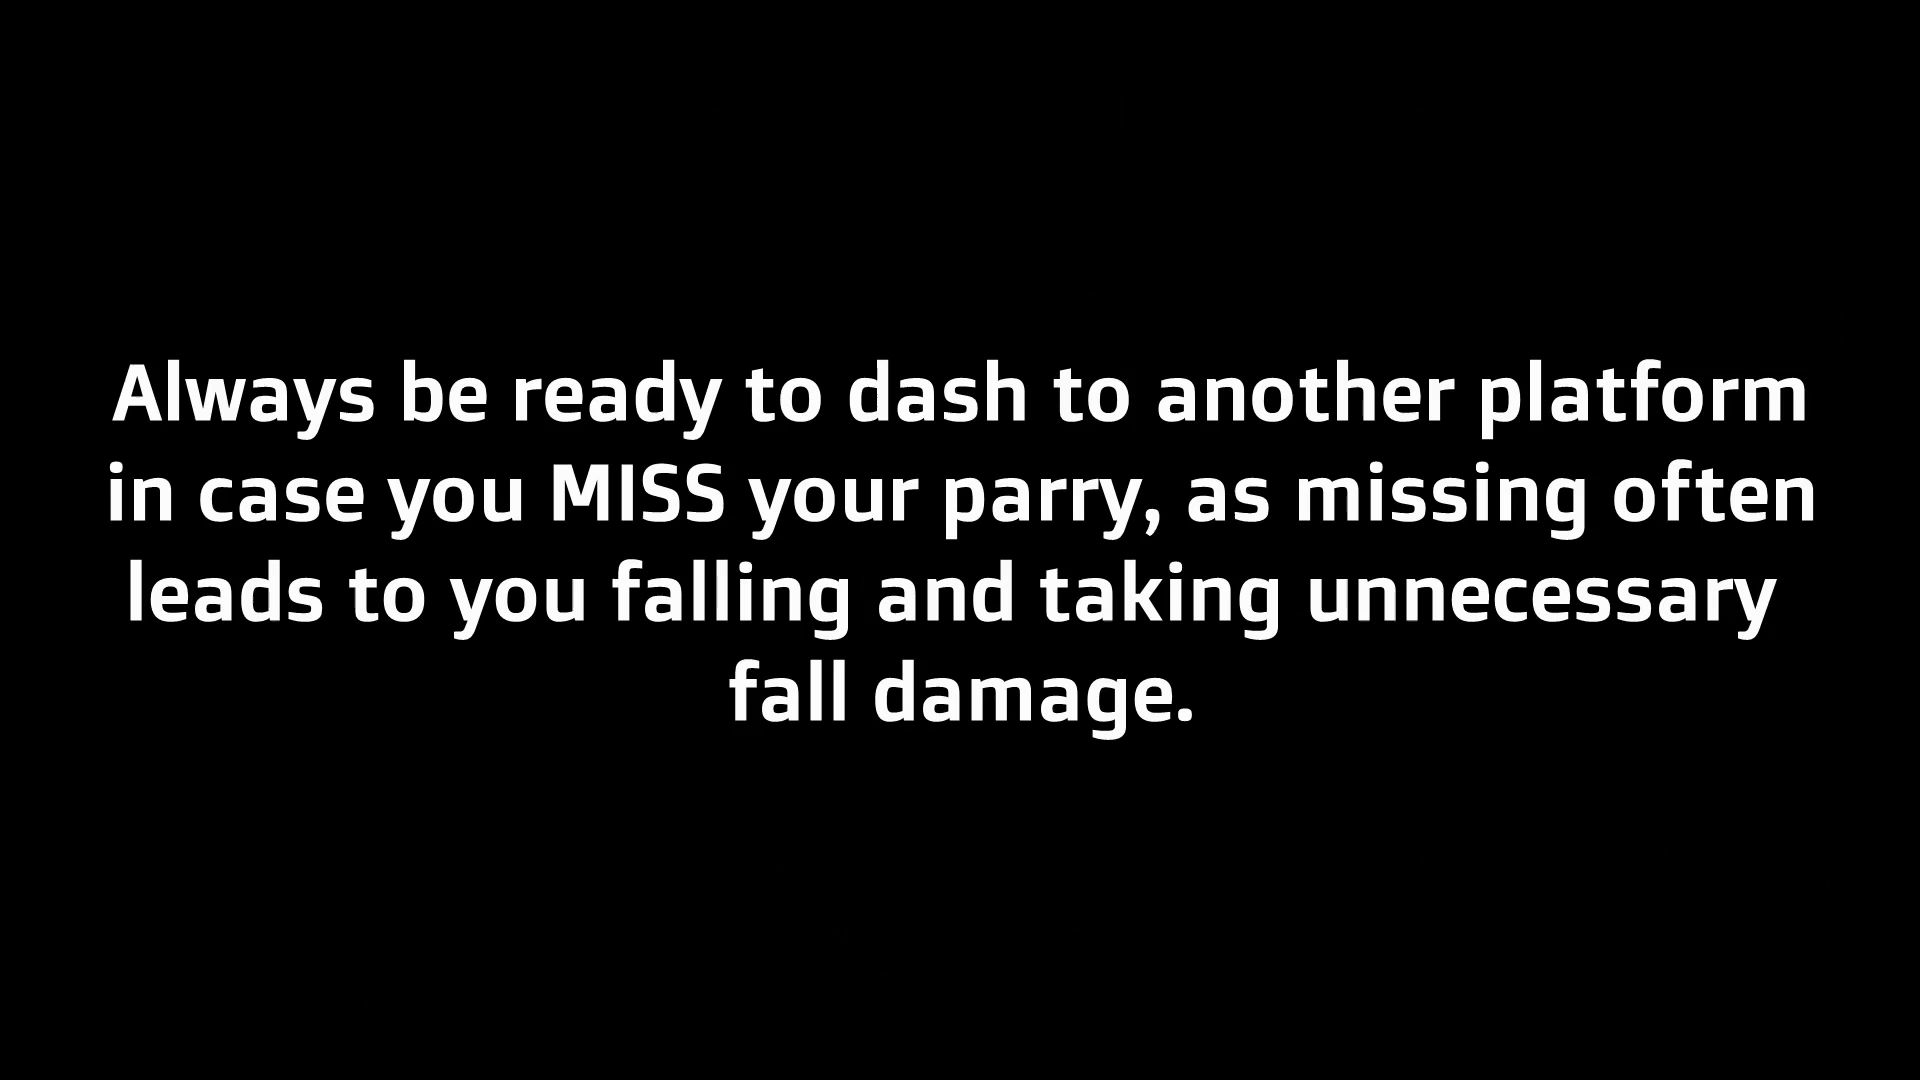 Always be ready to dash to another platform
in case you MISS your parry, as missing often
leads to you falling and taking unnecessary
fall damage.